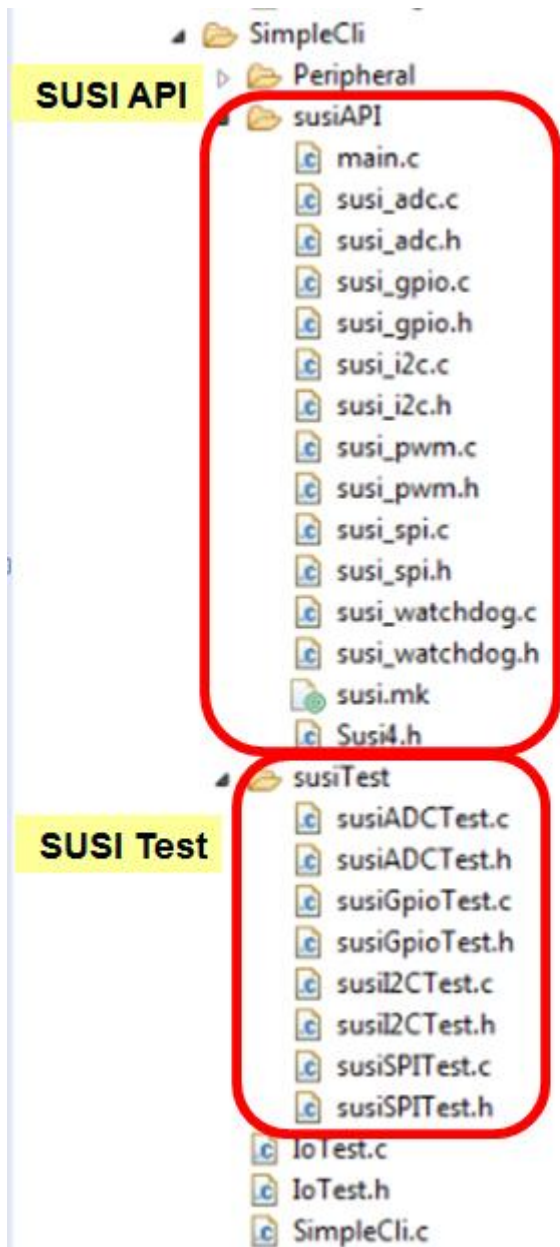 SimpleCli
Peripheral
SUSI API
susiAPI
main.c
susi_adc.c
susi_adc.h
susi_gpio.c
susi_gpio.h
susi_i2c.c
susi_i2c.h
susi_pwm.c
susi_pwm.h
susi_spi.c
susi_spi.h
susi_watchdog.c
susi_watchdog.h
susi.mk
Susi4.h
susiTest
SUSI Test
susiADCTest.c
susiADCTest.h
susiGpioTest.c
susiGpioTest.h
susiI2CTest.c
susiI2CTest.h
susiSPITest.c
susiSPITest.h
IoTest.c
IoTest.h
SimpleCli.c